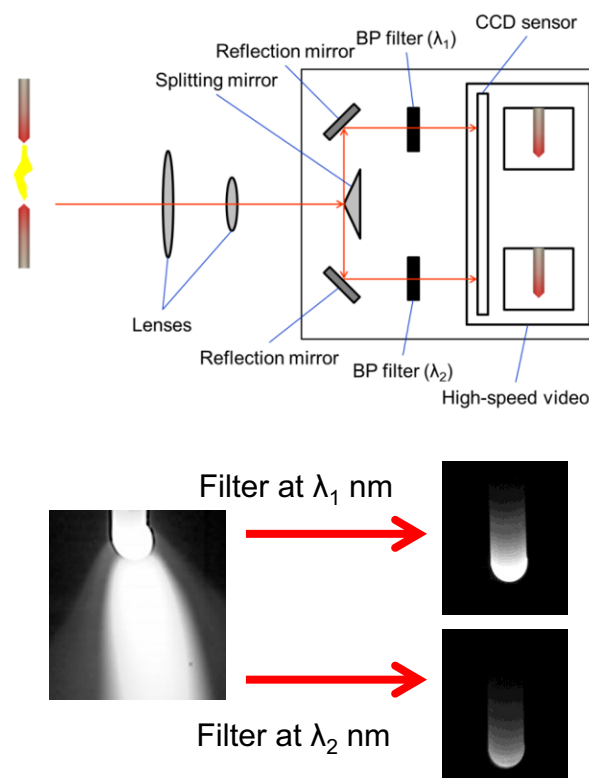 CCD sensor
BP filter (λ1)
Reflection mirror
Splitting mirror
Lenses
Reflection mirror
BP filter (λ2)
High-speed video
Filter at λ1 nm
Filter at λ2 nm